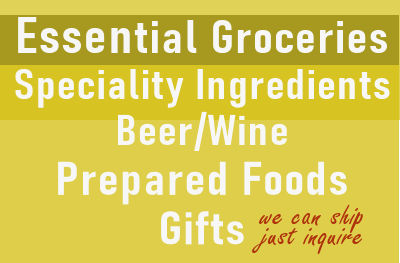 Essential Groceries
Speciality Ingredients
Beer/Wine
Prepared Foods
Gifts
we can ship
just inquire